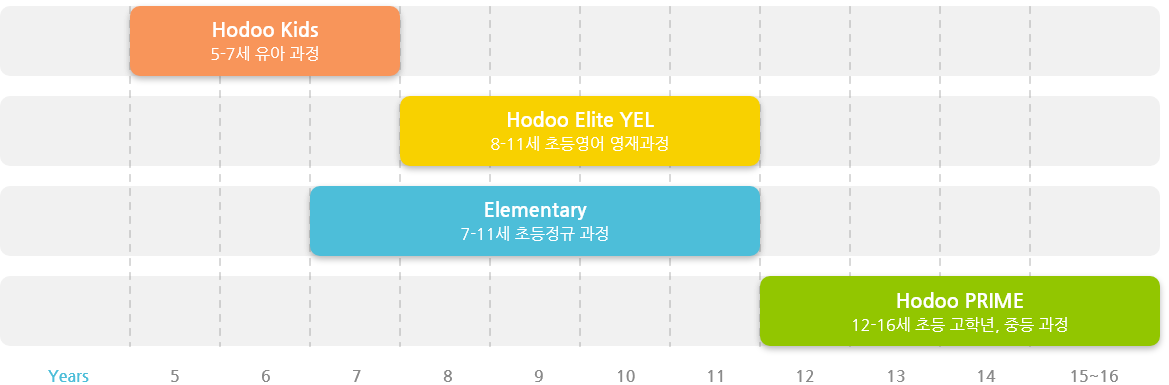 Hodoo Kids
5-7세 유아 과정
Hodoo Elite YEL
8-11세 초등영어 영재과정
Elementary
7-11세 초등정규 과정
Hodoo PRIME
12-16세 초등 고학년, 중등 과정
Years 5 6 7 8 9 10 11 12 13 14 15~16